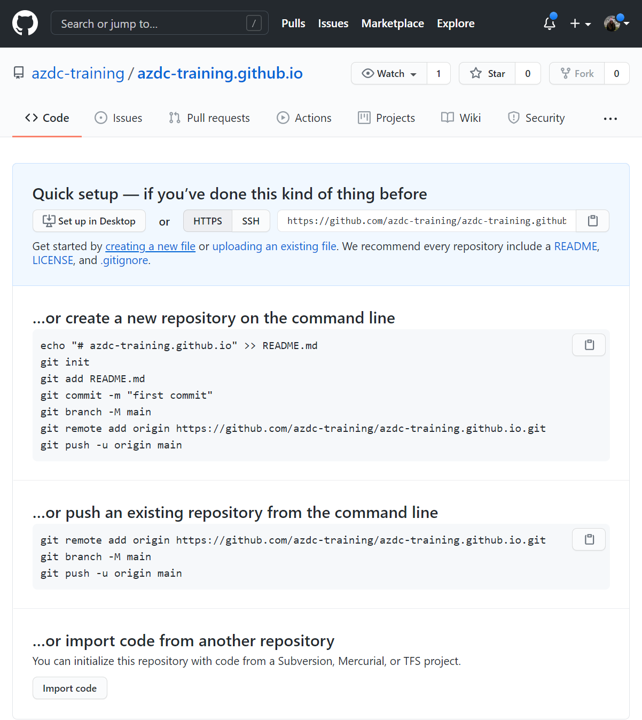 Search or jump to... /
Pulls Issues Marketplace Explore
azdc-training / azdc-training.github.io
Watch 1 Star 0 Fork 0
Code Issues Pull requests Actions Projects Wiki Security ...
Quick setup — if you’ve done this kind of thing before
Set up in Desktop or HTTPS SSH https://github.com/azdc-training/azdc-training.github
Get started by creating a new file or uploading an existing file. We recommend every repository include a README,
LICENSE, and .gitignore.
…or create a new repository on the command line
echo "# azdc-training.github.io" >> README.md
git init
git add README.md
git commit -m "first commit"
git branch -M main
git remote add origin https://github.com/azdc-training/azdc-training.github.io.git
git push -u origin main
…or push an existing repository from the command line
git remote add origin https://github.com/azdc-training/azdc-training.github.io.git
git branch -M main
git push -u origin main
…or import code from another repository
You can initialize this repository with code from a Subversion, Mercurial, or TFS project.
Import code